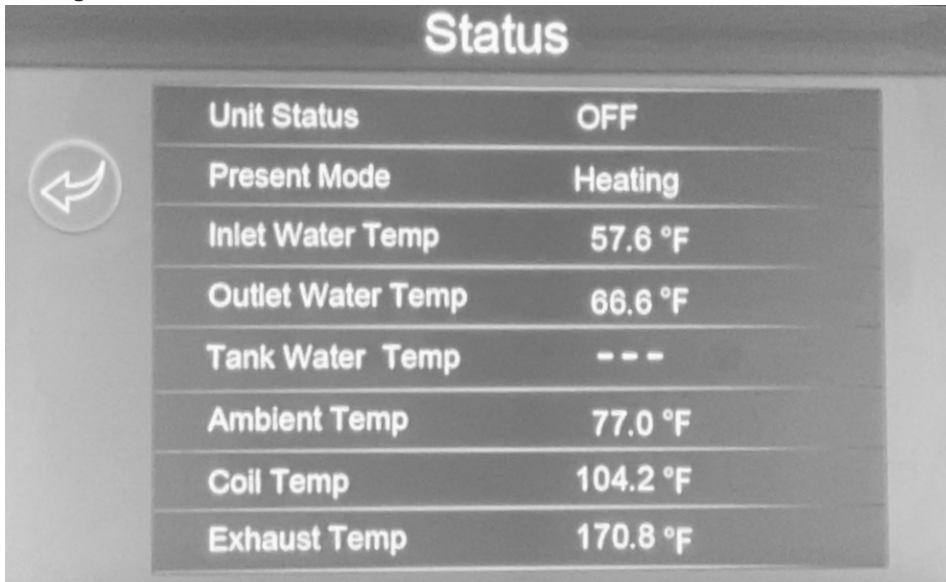 Status
Unit Status OFF
Present Mode Heating
Inlet Water Temp 57.6 °F
Outlet Water Temp 66.6 °F
Tank Water Temp ---
Ambient Temp 77.0 °F
Coil Temp 104.2 °F
Exhaust Temp 170.8 °F